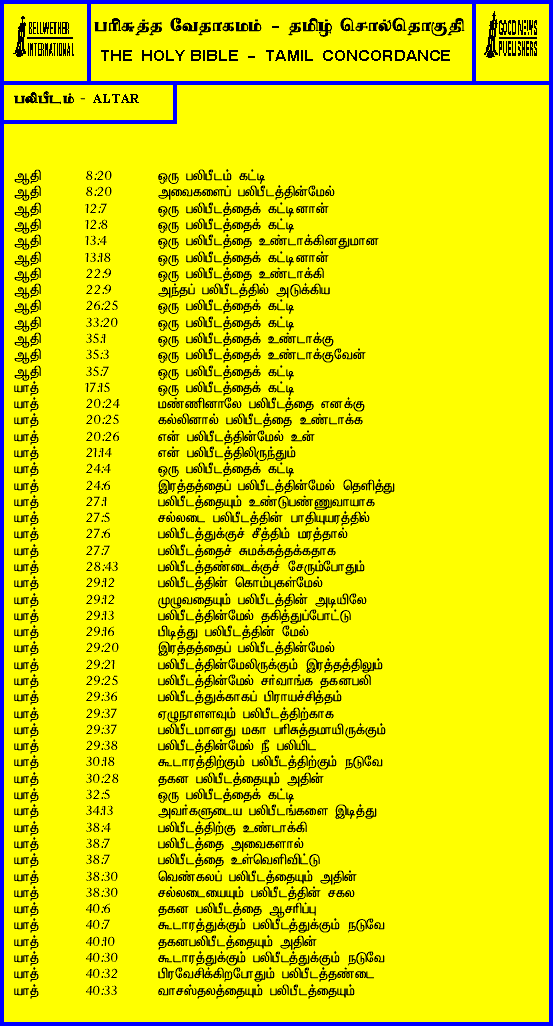 BELLWETHER
INTERNATIONAL
பரிசுத்த வேதாகமம் - தமிழ் சொல்தொகுதி
THE HOLY BIBLE - TAMIL CONCORDANCE
GOOD NEWS
PUBLISHERS
பலிபீடம் - ALTAR
ஆதி 8:20 ஒரு பலிபீடம் கட்டி
ஆதி 8:20 அவைகளைப் பலிபீடத்தின்மேல்
ஆதி 12:7 ஒரு பலிபீடத்தைக் கட்டினான்
ஆதி 12:8 ஒரு பலிபீடத்தைக் கட்டி
ஆதி 13:4 ஒரு பலிபீடத்தை உண்டாக்கினதுமான
ஆதி 13:18 ஒரு பலிபீடத்தைக் கட்டினான்
ஆதி 22:9 ஒரு பலிபீடத்தை உண்டாக்கி
ஆதி 22:9 அந்தப் பலிபீடத்தில் அடுக்கிய
ஆதி 26:25 ஒரு பலிபீடத்தைக் கட்டி
ஆதி 33:20 ஒரு பலிபீடத்தைக் கட்டி
ஆதி 35:1 ஒரு பலிபீடத்தைக் உண்டாக்கு
ஆதி 35:3 ஒரு பலிபீடத்தைக் உண்டாக்குவேன்
ஆதி 35:7 ஒரு பலிபீடத்தைக் கட்டி
யாத் 17:15 ஒரு பலிபீடத்தைக் கட்டி
யாத் 20:24 மண்ணினாலே பலிபீடத்தை எனக்கு
யாத் 20:25 கல்லினால் பலிபீடத்தை உண்டாக்க
யாத் 20:26 என் பலிபீடத்தின்மேல் உன்
யாத் 21:14 என் பலிபீடத்திலிருந்தும்
யாத் 24:4 ஒரு பலிபீடத்தைக் கட்டி
யாத் 24:6 இரத்தத்தைப் பலிபீடத்தின்மேல் தெளித்து
யாத் 27:1 பலிபீடத்தையும் உண்டுபண்ணுவாயாக
யாத் 27:5 சல்லடை பலிபீடத்தின் பாதியுயரத்தில்
யாத் 27:6 பலிபீடத்துக்குச் சீத்திம் மரத்தால்
யாத் 27:7 பலிபீடத்தைச் சுமக்கத்தக்கதாக
யாத் 28:43 பலிபீடத்தண்டைக்குச் சேரும்போதும்
யாத் 29:12 பலிபீடத்தின் கொம்புகள்மேல்
யாத் 29:12 முழுவதையும் பலிபீடத்தின் அடியிலே
யாத் 29:13 பலிபீடத்தின்மேல் தகித்துப்போட்டு
யாத் 29:16 பிடித்து பலிபீடத்தின் மேல்
யாத் 29:20 இரத்தத்தைப் பலிபீடத்தின்மேல்
யாத் 29:21 பலிபீடத்தின்மேலிருக்கும் இரத்தத்திலும்
யாத் 29:25 பலிபீடத்தின்மேல் சர்வாங்க தகனபலி
யாத் 29:36 பலிபீடத்துக்காகப் பிராயச்சித்தம்
யாத் 29:37 ஏழுநாளளவும் பலிபீடத்திற்காக
யாத் 29:37 பலிபீடமானது மகா பரிசுத்தமாயிருக்கும்
யாத் 29:38 பலிபீடத்தின்மேல் நீ பலியிட
யாத் 30:18 கூடாரத்திற்கும் பலிபீடத்திற்கும் நடுவே
யாத் 30:28 தகன பலிபீடத்தையும் அதின்
யாத் 32:5 ஒரு பலிபீடத்தைக் கட்டி
யாத் 34:13 அவர்களுடைய பலிபீடங்களை இடித்து
யாத் 38:4 பலிபீடத்திற்கு உண்டாக்கி
யாத் 38:7 பலிபீடத்தை அவைகளால்
யாத் 38:7 பலிபீடத்தை உள்வெளிவிட்டு
யாத் 38:30 வெண்கலப் பலிபீடத்தையும் அதின்
யாத் 38:30 சல்லடையையும் பலிபீடத்தின் சகல
யாத் 40:6 தகன பலிபீடத்தை ஆசரிப்பு
யாத் 40:7 கூடாரத்துக்கும் பலிபீடத்துக்கும் நடுவே
யாத் 40:10 தகனபலிபீடத்தையும் அதின்
யாத் 40:30 கூடாரத்துக்கும் பலிபீடத்துக்கும் நடுவே
யாத் 40:32 பிரவேசிக்கிறபோதும் பலிபீடத்தண்டை
யாத் 40:33 வாசஸ்தலத்தையும் பலிபீடத்தையும்